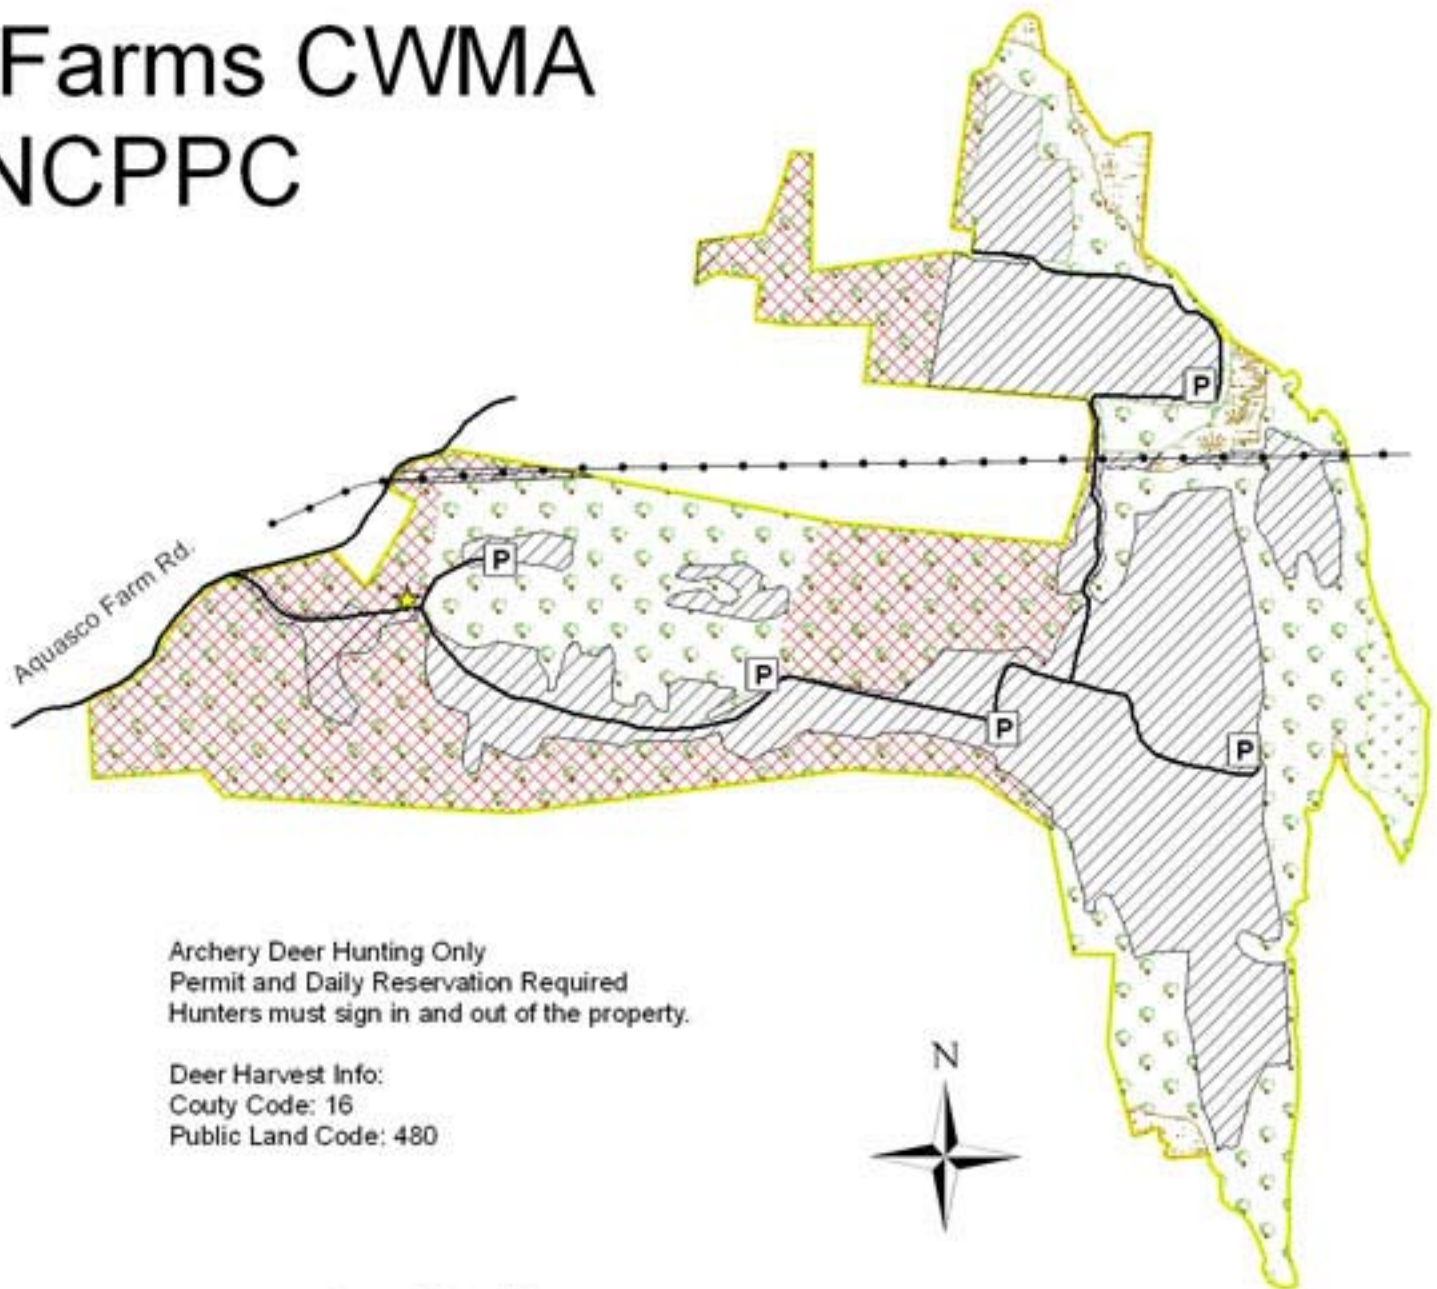 Farms CWMA
NCPPC
P
P
P
P
P
Aquasco Farm Rd.
Archery Deer Hunting Only
Permit and Daily Reservation Required
Hunters must sign in and out of the property.
Deer Harvest Info:
Couty Code: 16
Public Land Code: 480
N